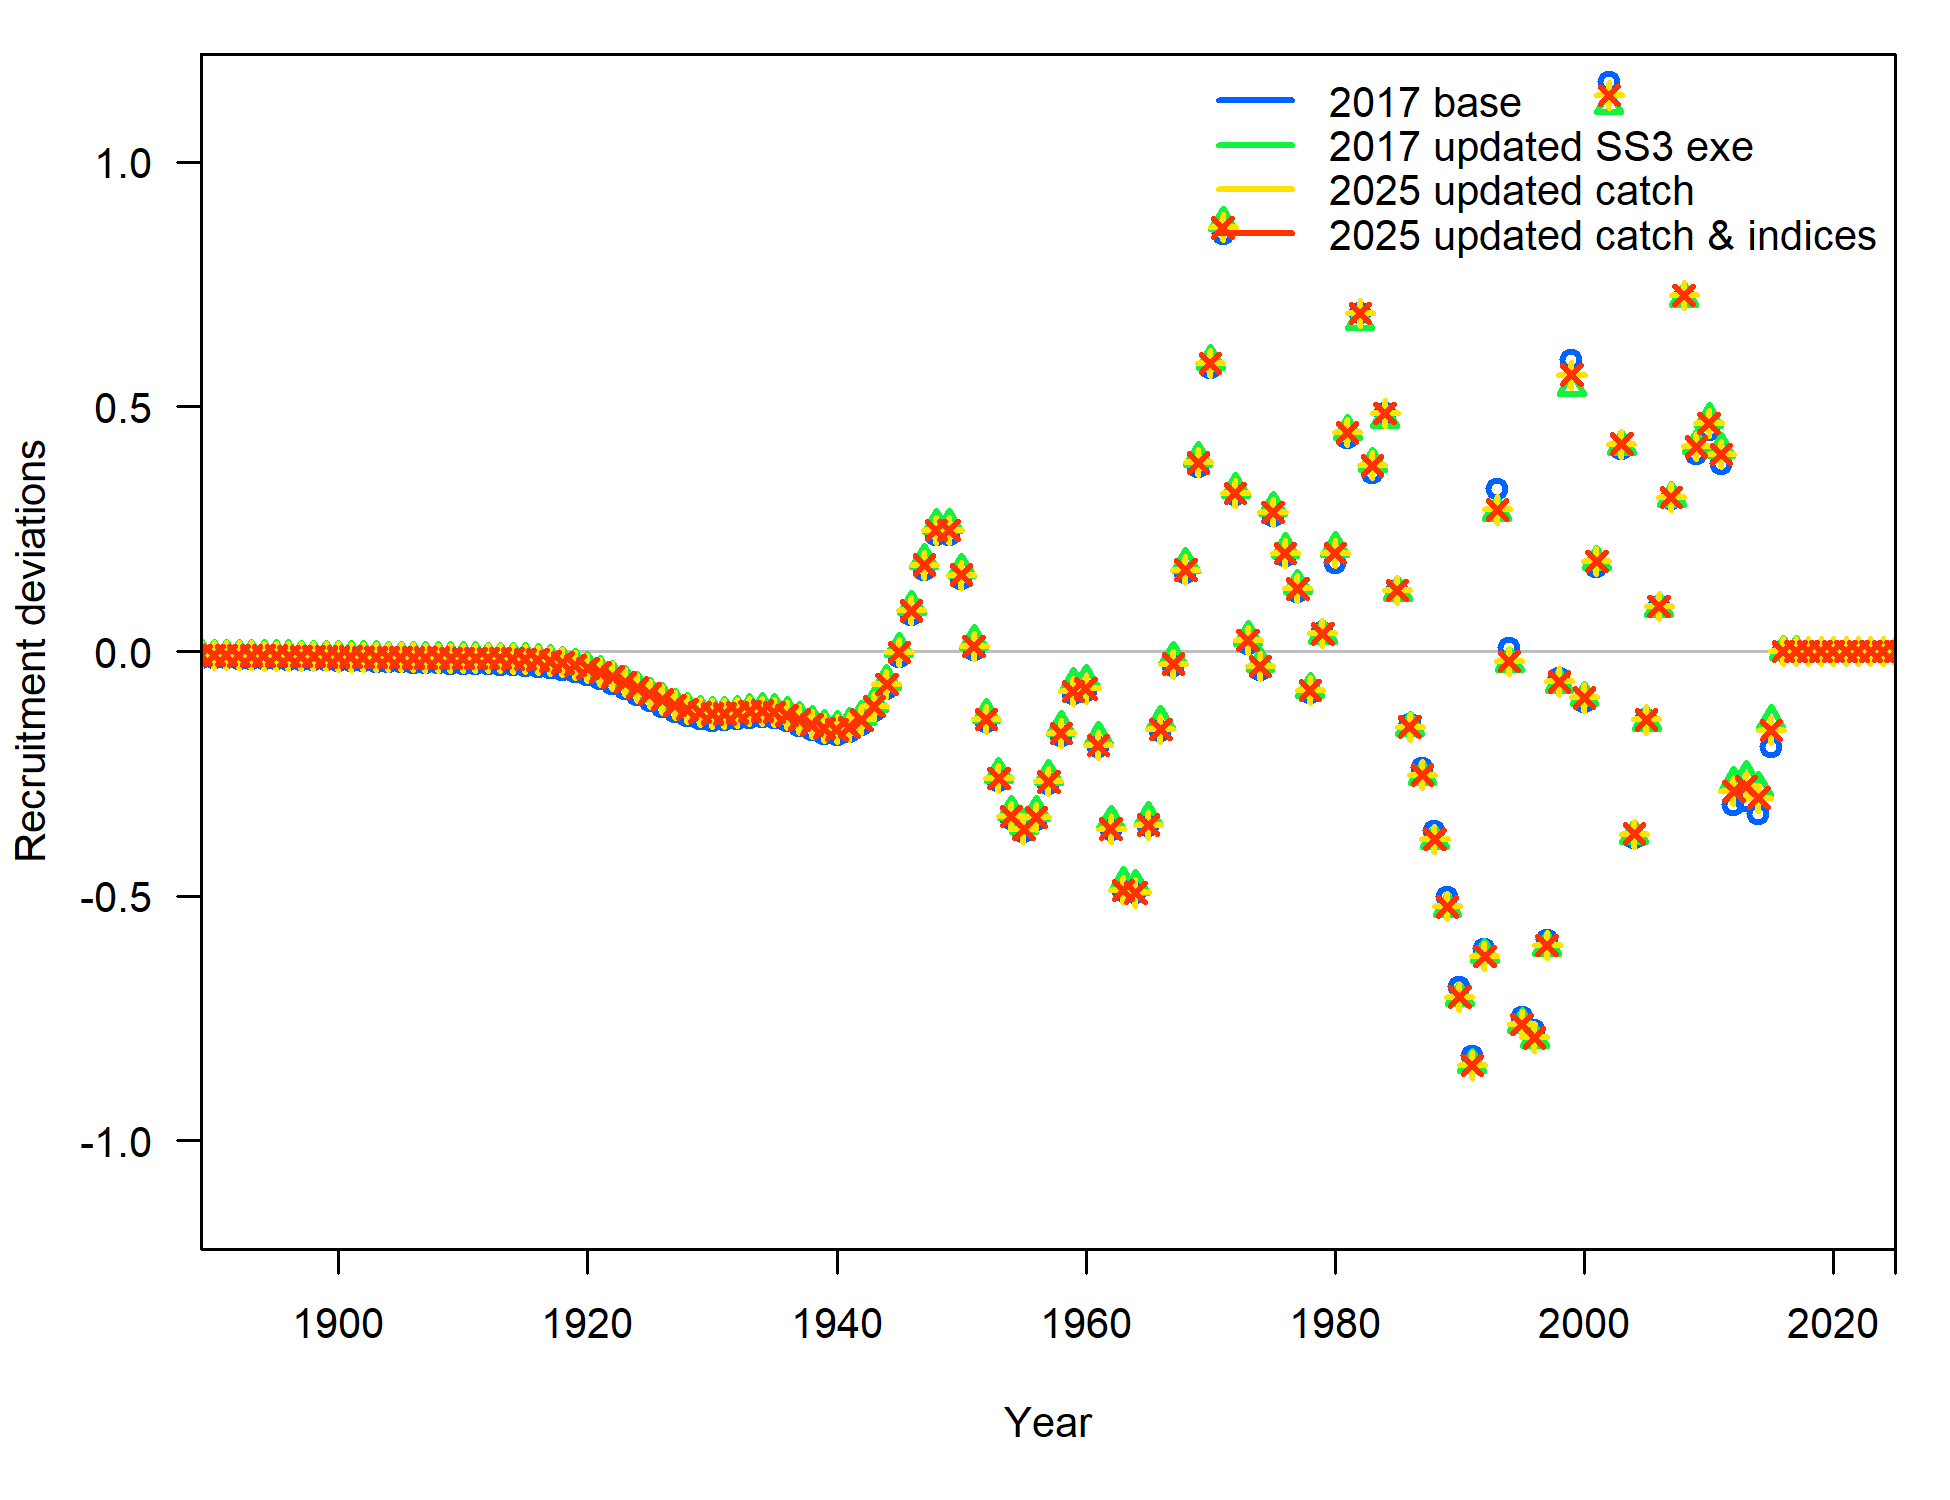 2017 base
2017 updated SS3 exe
2025 updated catch
2025 updated catch & indices
1.0
0.5
0.0
-0.5
-1.0
Recruitment deviations
1900 1920 1940 1960 1980 2000 2020
Year